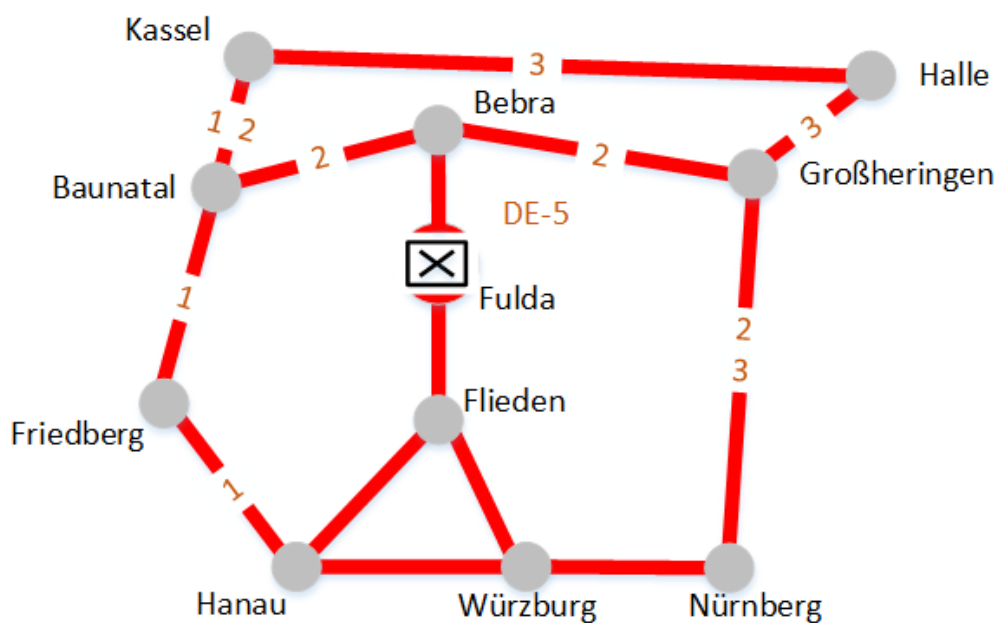 Kassel
3
Halle
Bebra
1 2
3
2
2
Baunatal
Großheringen
DE-5
1
Fulda
2
3
Flieden
Friedberg
1
Hanau
Würzburg
Nürnberg